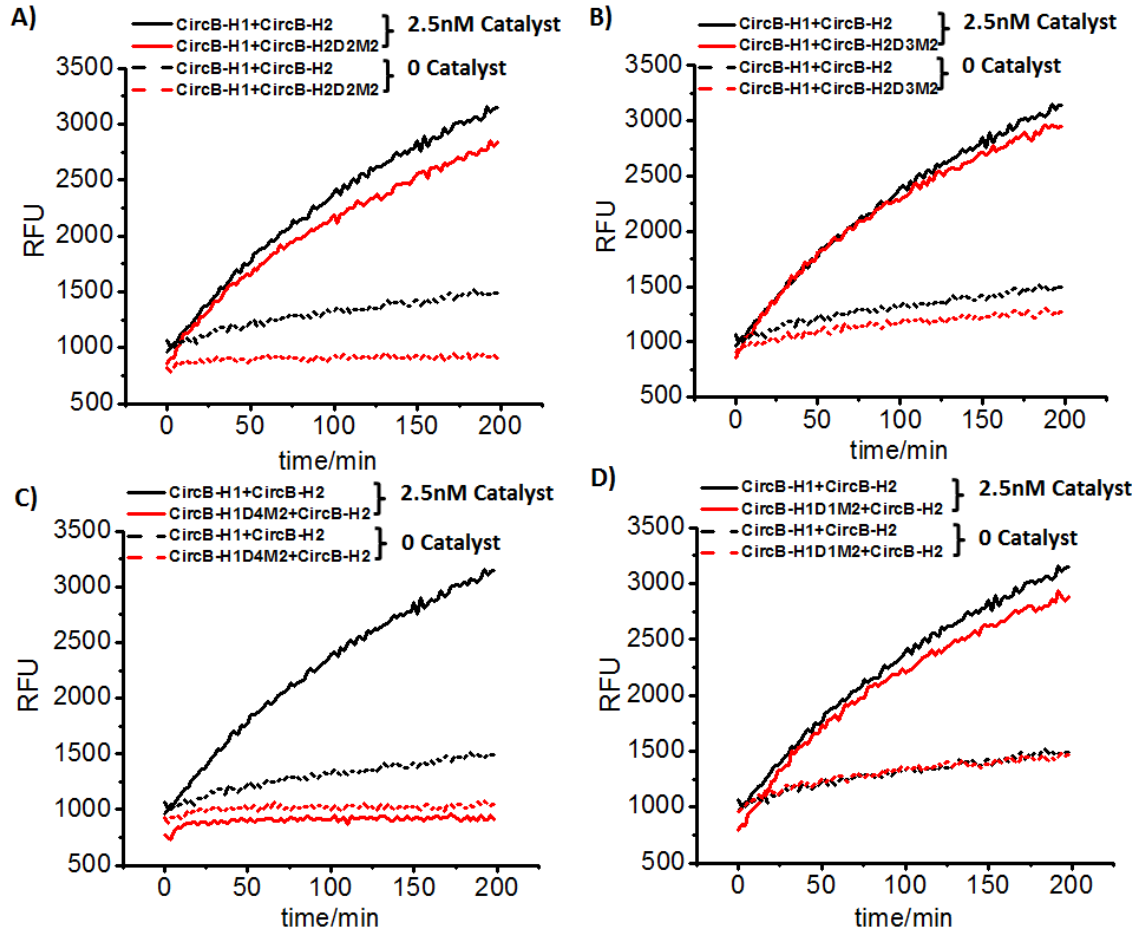 A)
CircB-H1+CircB-H2
CircB-H1+CircB-H2D2M2
2.5nM Catalyst
CircB-H1+CircB-H2
CircB-H1+CircB-H2D2M2
0 Catalyst
3500
3000
2500
2000
1500
1000
500
RFU
0 50 100 150 200
time/min
B)
CircB-H1+CircB-H2
CircB-H1+CircB-H2D3M2
2.5nM Catalyst
CircB-H1+CircB-H2
CircB-H1+CircB-H2D3M2
0 Catalyst
3500
3000
2500
2000
1500
1000
500
RFU
0 50 100 150 200
time/min
C)
CircB-H1+CircB-H2
CircB-H1D4M2+CircB-H2
2.5nM Catalyst
CircB-H1+CircB-H2
CircB-H1D4M2+CircB-H2
0 Catalyst
3500
3000
2500
2000
1500
1000
500
RFU
0 50 100 150 200
time/min
D)
CircB-H1+CircB-H2
CircB-H1D1M2+CircB-H2
2.5nM Catalyst
CircB-H1+CircB-H2
CircB-H1D1M2+CircB-H2
0 Catalyst
3500
3000
2500
2000
1500
1000
500
RFU
0 50 100 150 200
time/min